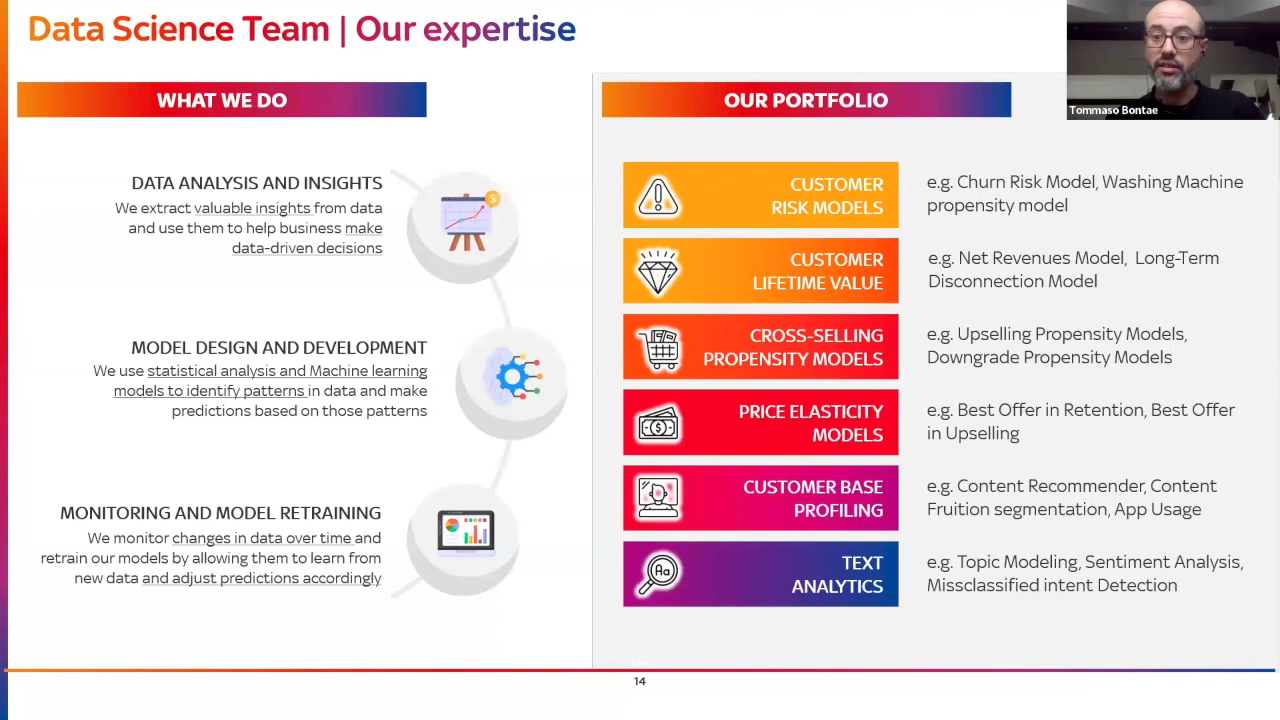 Data Science Team | Our expertise
WHAT WE DO
DATA ANALYSIS AND INSIGHTS
We extract valuable insights from data
and use them to help business make
data-driven decisions
MODEL DESIGN AND DEVELOPMENT
We use statistical analysis and Machine learning
models to identify patterns in data and make
predictions based on those patterns
MONITORING AND MODEL RETRAINING
We monitor changes in data over time and
retrain our models by allowing them to learn from
new data and adjust predictions accordingly
OUR PORTFOLIO
CUSTOMER
RISK MODELS
e.g. Churn Risk Model, Washing Machine
propensity model
CUSTOMER
LIFETIME VALUE
e.g. Net Revenues Model, Long-Term
Disconnection Model
CROSS-SELLING
PROPENSITY MODELS
e.g. Upselling Propensity Models,
Downgrade Propensity Models
PRICE ELASTICITY
MODELS
e.g. Best Offer in Retention, Best Offer
in Upselling
CUSTOMER BASE
PROFILING
e.g. Content Recommender, Content
Fruition segmentation, App Usage
Aa
TEXT
ANALYTICS
e.g. Topic Modeling, Sentiment Analysis,
Missclassified intent Detection
Tommaso Bontae
14